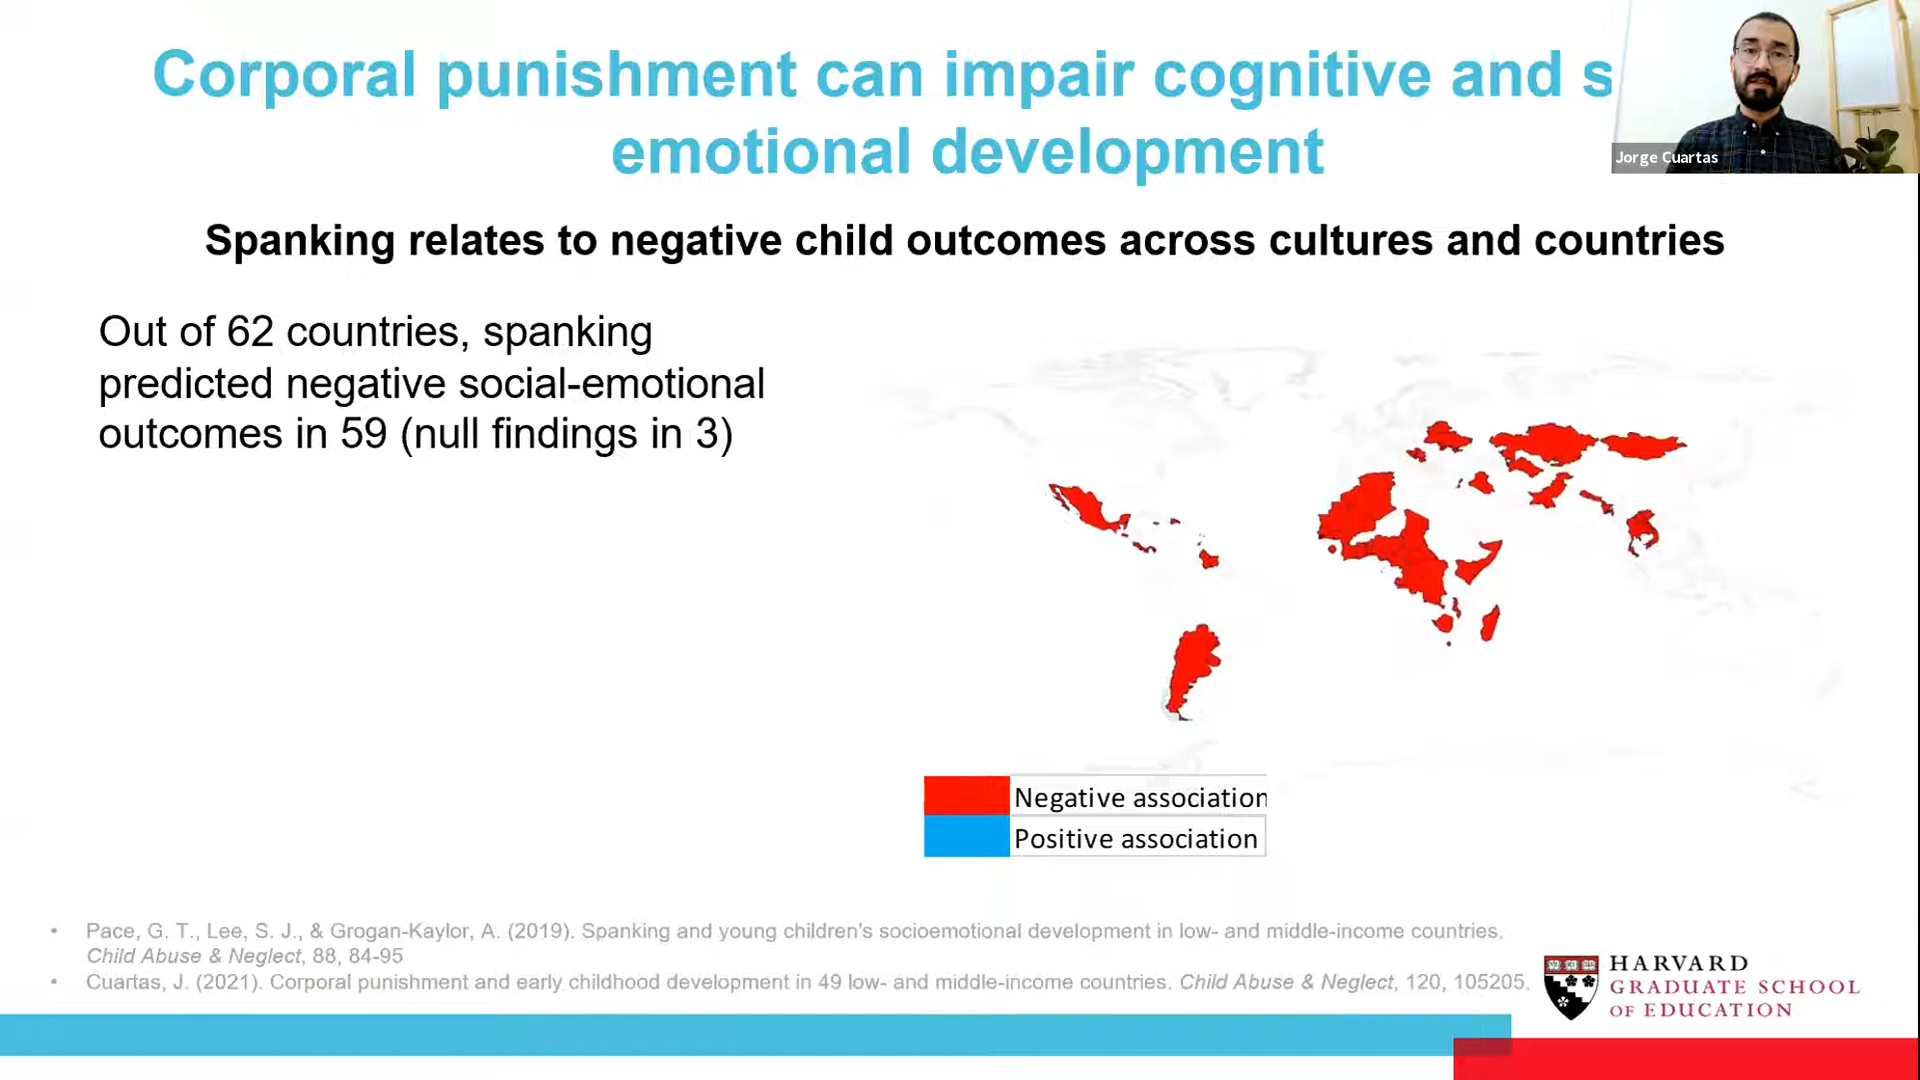 Corporal punishment can impair cognitive and s
emotional development
Jorge Cuartas
Spanking relates to negative child outcomes across cultures and countries
Out of 62 countries, spanking
predicted negative social-emotional
outcomes in 59 (null findings in 3)
Negative association
Positive association
• Pace, G. T., Lee, S. J., & Grogan-Kaylor, A. (2019). Spanking and young children's socioemotional development in low- and middle-income countries.
Child Abuse & Neglect, 88, 84-95
• Cuartas, J. (2021). Corporal punishment and early childhood development in 49 low- and middle-income countries. Child Abuse & Neglect, 120, 105205.
HARVARD
GRADUATE SCHOOL
OF EDUCATION